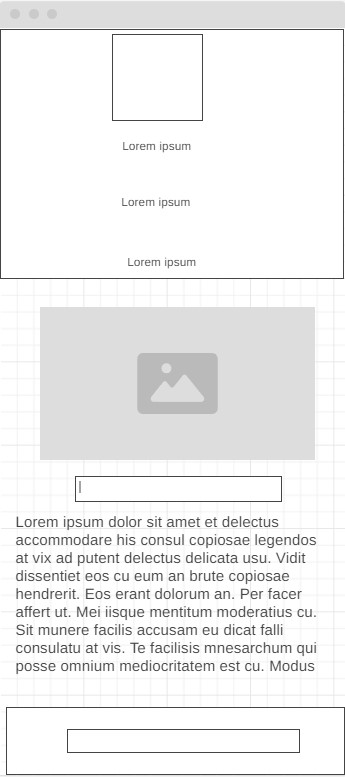 Lorem ipsum
Lorem ipsum
Lorem ipsum
Lorem ipsum dolor sit amet et delectus
accommodare his consul copiosae legendos
at vix ad putent delectus delicata usu. Vidit
dissentiet eos cu eum an brute copiosae
hendrerit. Eos erant dolorum an. Per facer
affert ut. Mei iisque mentitum moderatius cu.
Sit munere facilis accusam eu dicat falli
consulatu at vis. Te facilisis mnesarchum qui
posse omnium mediocritatem est cu. Modus